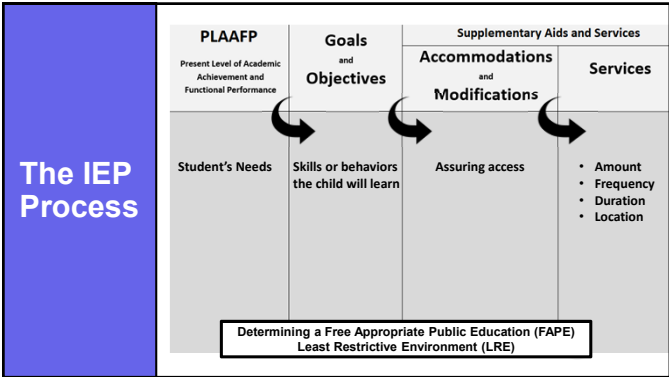 The IEP
Process
PLAAFP
Present Level of Academic
Achievement and
Functional Performance
Goals
and
Objectives
Supplementary Aids and Services
Accommodations
and
Modifications
Services
Student's Needs
Skills or behaviors
the child will learn
Assuring access
• Amount
• Frequency
• Duration
• Location
Determining a Free Appropriate Public Education (FAPE)
Least Restrictive Environment (LRE)